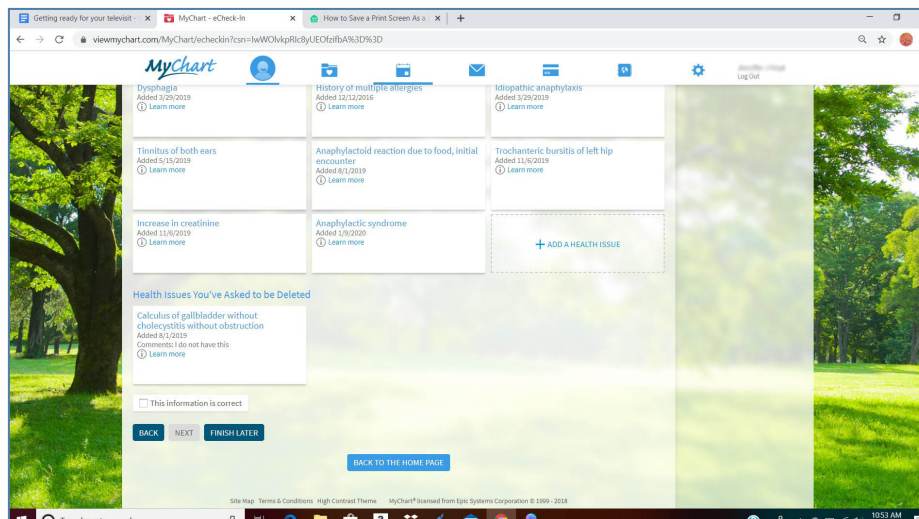 Getting ready for your televisit -
MyChart - eCheck-In
How to Save a Print Screen As a
viewmychart.com/MyChart/echeckin?csn=IwWOlvkpRlc8yUEOfzifbA%3D%3D
MyChart
Log Out
Dysphagia
Added 3/29/2019
Learn more
History of multiple allergies
Added 12/12/2016
Learn more
Idiopathic anaphylaxis
Added 3/29/2019
Learn more
Tinnitus of both ears
Added 5/15/2019
Learn more
Anaphylactoid reaction due to food, initial
encounter
Added 8/1/2019
Learn more
Trochanteric bursitis of left hip
Added 11/6/2019
Learn more
Increase in creatinine
Added 11/6/2019
Learn more
Anaphylactic syndrome
Added 1/9/2020
Learn more
+ ADD A HEALTH ISSUE
Health Issues You've Asked to be Deleted
Calculus of gallbladder without
cholecystitis without obstruction
Added 8/1/2019
Comments: I do not have this
Learn more
This information is correct
BACK NEXT FINISH LATER
BACK TO THE HOME PAGE
Site Map Terms & Conditions High Contrast Theme MyChart® licensed from Epic Systems Corporation © 1999 - 2018
10:53 AM